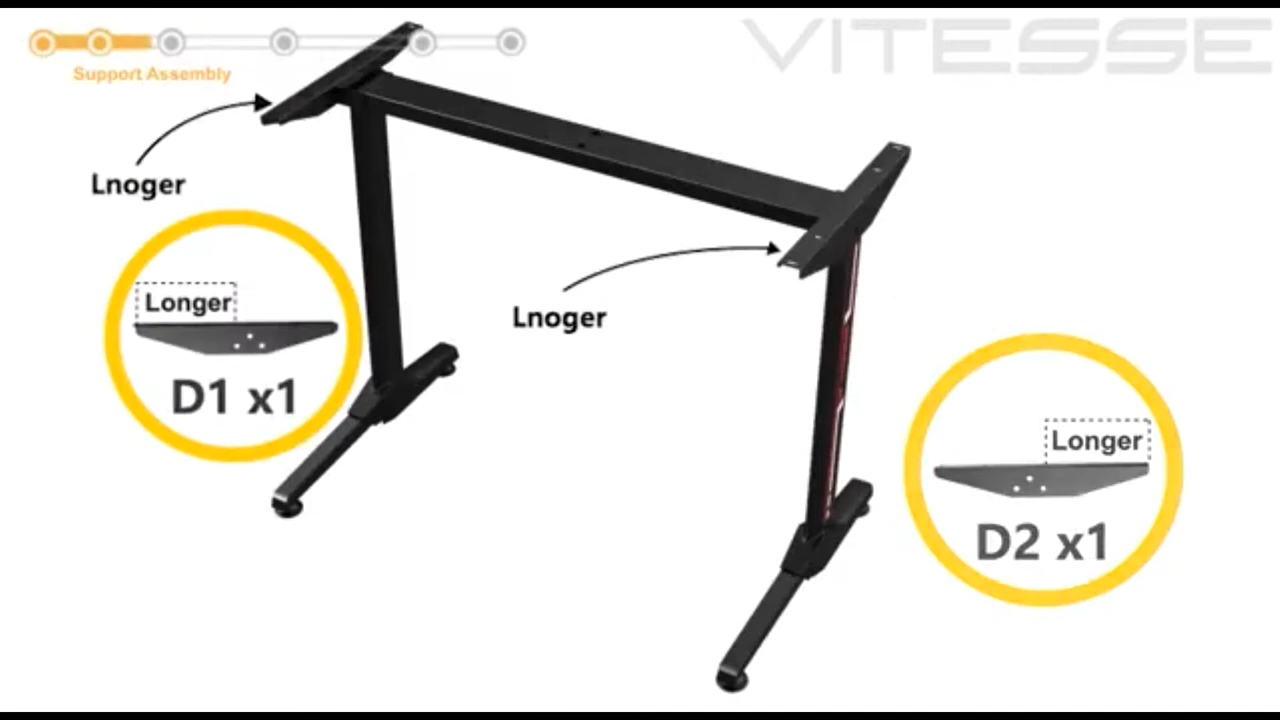 VITESSE
Support Assembly
Lnoger
Longer
D1 x1
Lnoger
Longer
D2 x1